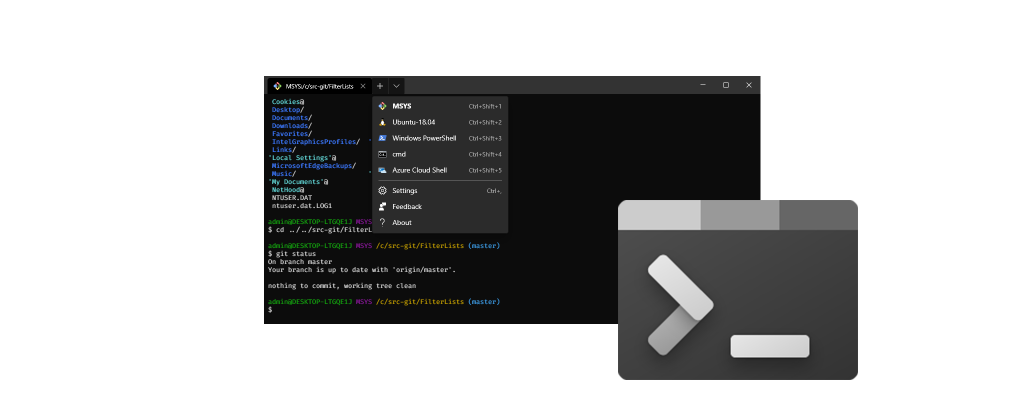 MSYS:/c/src-git/FilterLists
Cookies@
Desktop/
Documents/
Downloads/
Favorites/
IntelGraphicsProfiles/
Links/
'Local Settings'@
MicrosoftEdgeBackups/
Music/
'My Documents'@
NetHood@
NTUSER.DAT
ntuser.dat.LOG1
MSYS Ctrl+Shift+1
Ubuntu-18.04 Ctrl+Shift+2
Windows PowerShell Ctrl+Shift+3
cmd Ctrl+Shift+4
Azure Cloud Shell Ctrl+Shift+5
Settings Ctrl+,
Feedback
About
admin@DESKTOP-LTGQE1J MSYS
$ cd ../../src-git/FilterL
admin@DESKTOP-LTGQE1J MSYS /c/src-git/FilterLists (master)
$ git status
On branch master
Your branch is up to date with 'origin/master'.
nothing to commit, working tree clean
admin@DESKTOP-LTGQE1J MSYS /c/src-git/FilterLists (master)
$